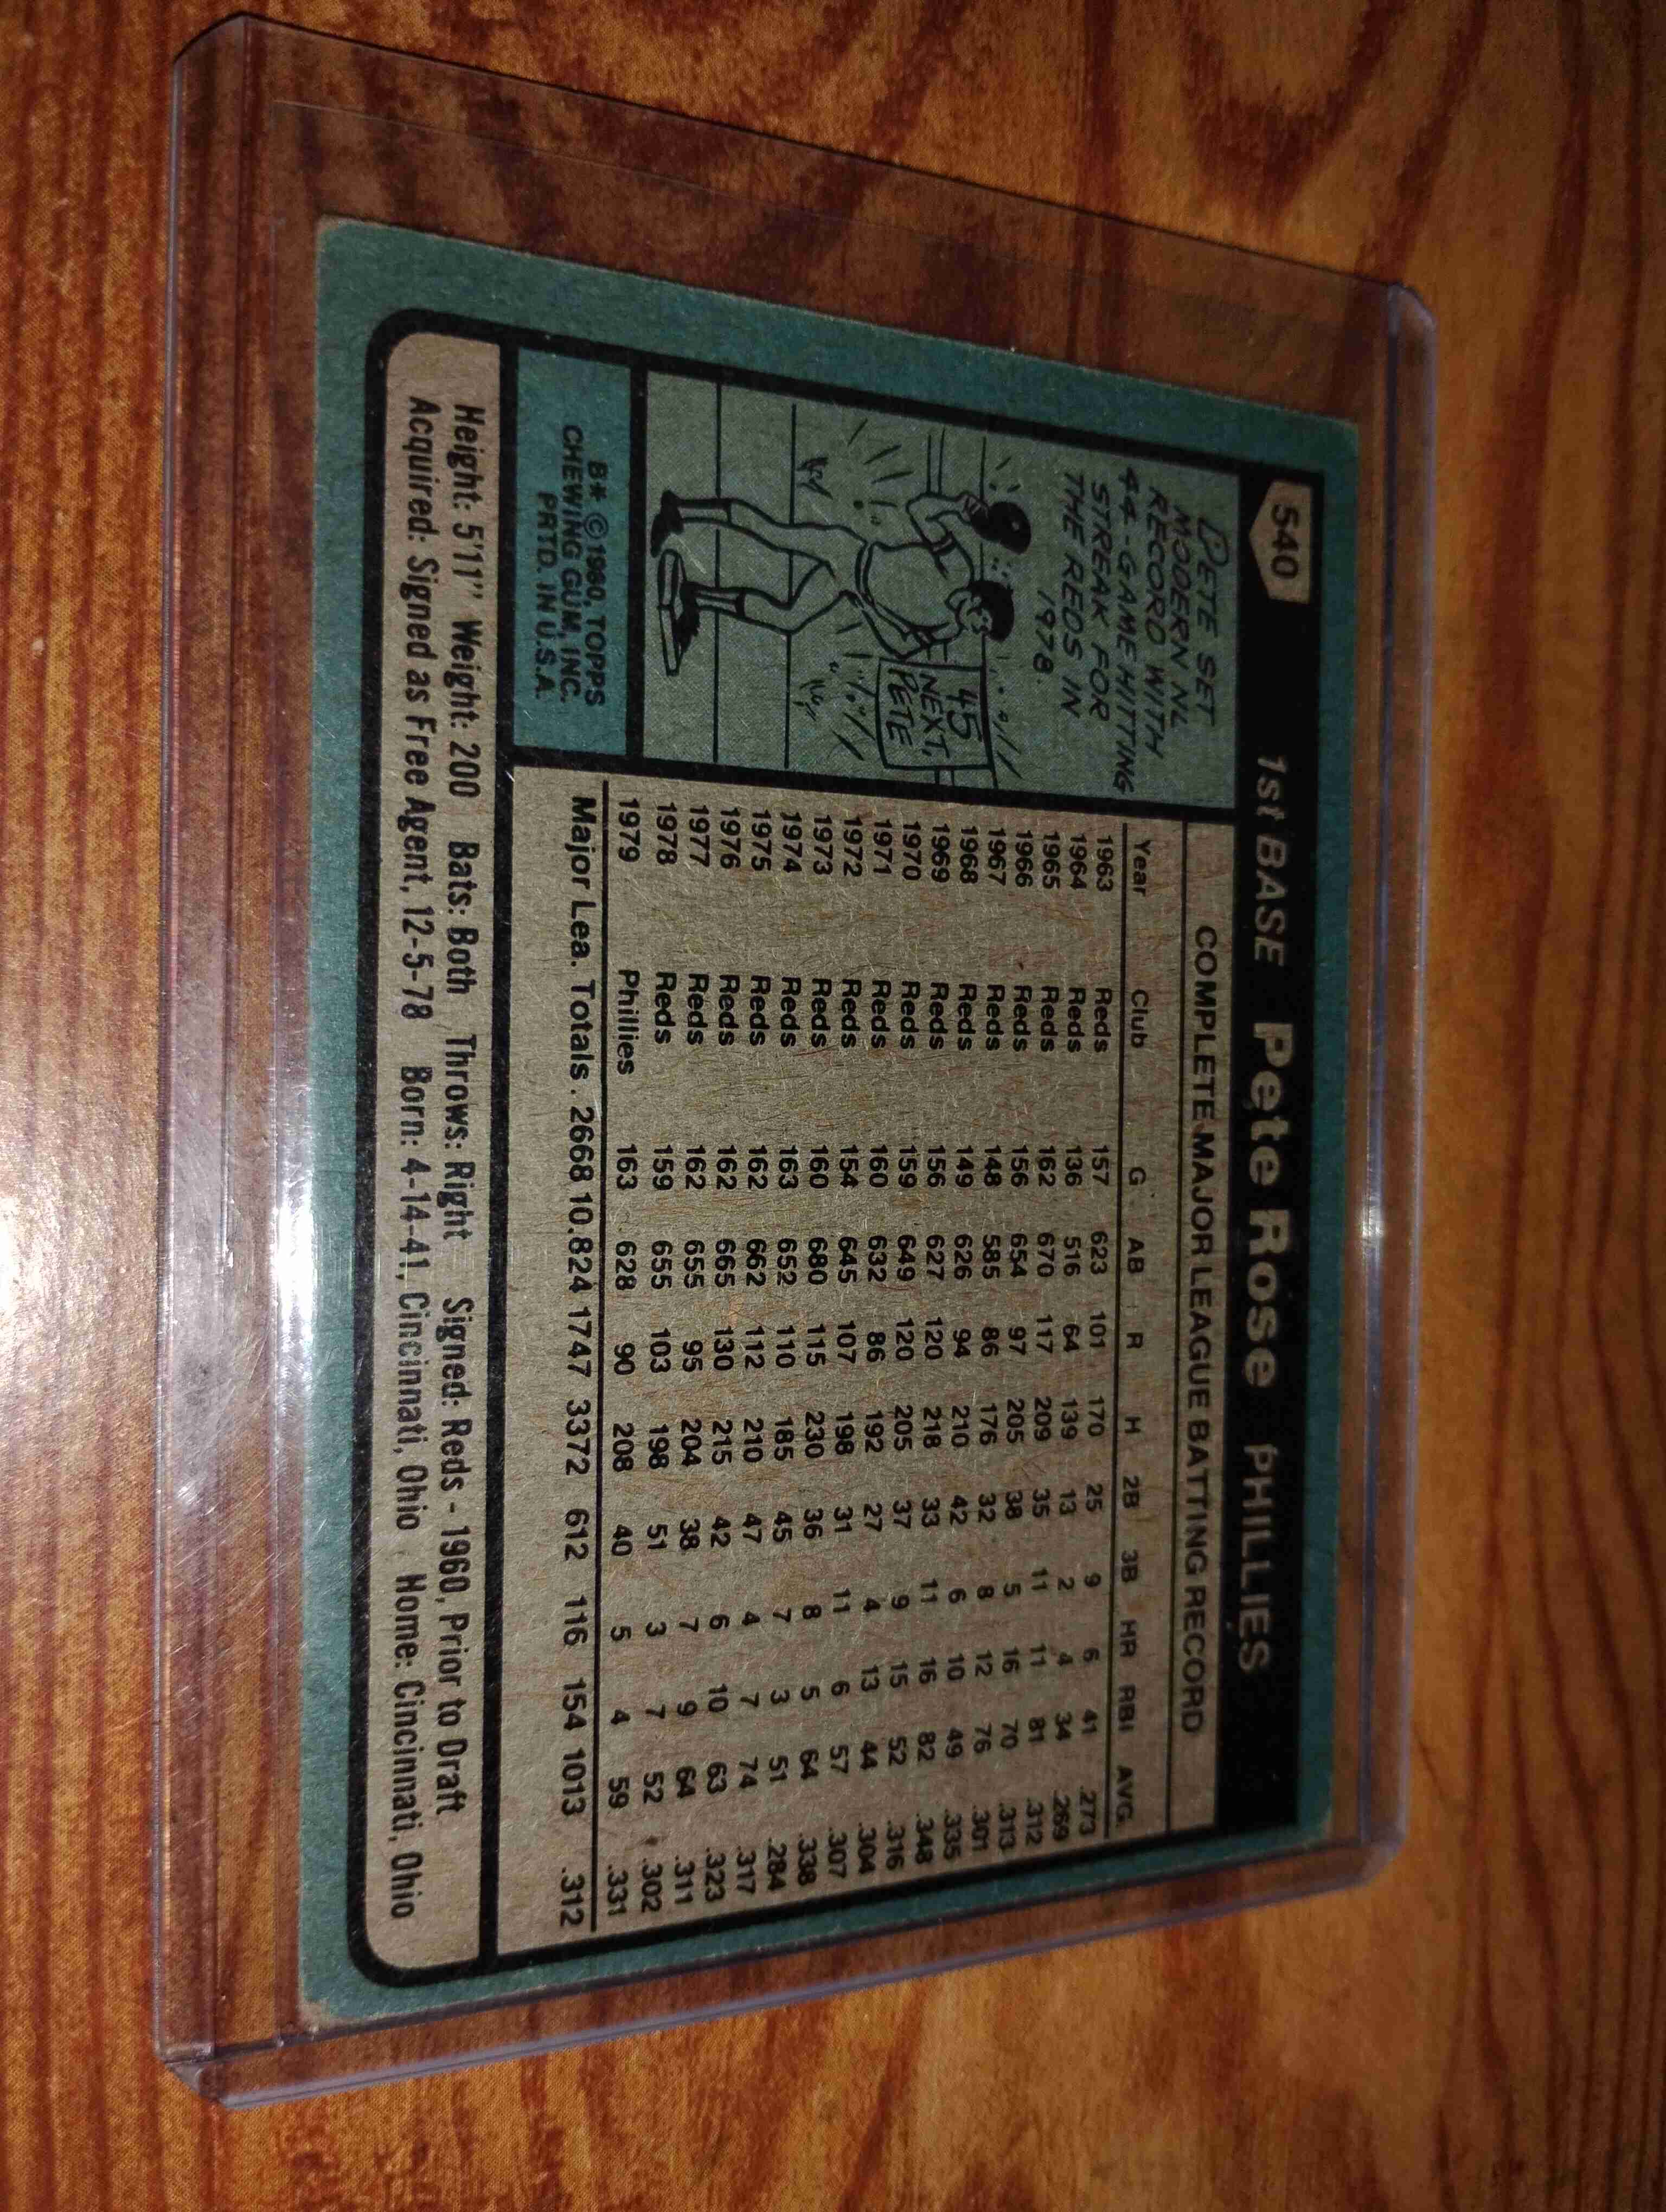 540 1st BASE Pete Rose PHILLIES
PETE SET
MODERN NL
RECORD WITH
44-GAME HITTING
STREAK FOR
THE REDS IN
1978.
45
NEXT,
PETE
B* © 1980, TOPPS
CHEWING GUM, INC.
PRTD. IN U.S.A.
COMPLETE MAJOR LEAGUE BATTING RECORD
Year Club G AB R H 2B 3B HR RBI AVG.
1963 Reds 157 623 101 170 25 9 6 41 .273
1964 Reds 136 516 64 139 13 2 4 34 .269
1965 Reds 162 670 117 209 35 11 11 81 .312
1966 Reds 156 654 97 205 38 5 16 70 .313
1967 Reds 148 585 86 176 32 8 12 76 .301
1968 Reds 149 626 94 210 42 6 10 49 .335
1969 Reds 156 627 120 218 33 11 16 82 .348
1970 Reds 159 649 120 205 37 9 15 52 .316
1971 Reds 160 632 86 192 27 4 13 44 .304
1972 Reds 154 645 107 198 31 11 6 57 .307
1973 Reds 160 680 115 230 36 8 5 64 .338
1974 Reds 163 652 110 185 45 7 3 51 .284
1975 Reds 162 662 112 210 47 4 7 74 .317
1976 Reds 162 665 130 215 42 6 10 63 .323
1977 Reds 162 655 95 204 38 7 9 64 .311
1978 Reds 159 655 103 198 51 3 7 52 .302
1979 Phillies 163 628 90 208 40 5 4 59 .331
Major Lea. Totals . 2668 10.824 1747 3372 612 116 154 1013 .312
Height: 5'11" Weight: 200 Bats: Both Throws: Right Signed: Reds - 1960, Prior to Draft
Acquired: Signed as Free Agent, 12-5-78 Born: 4-14-41, Cincinnati, Ohio Home: Cincinnati, Ohio